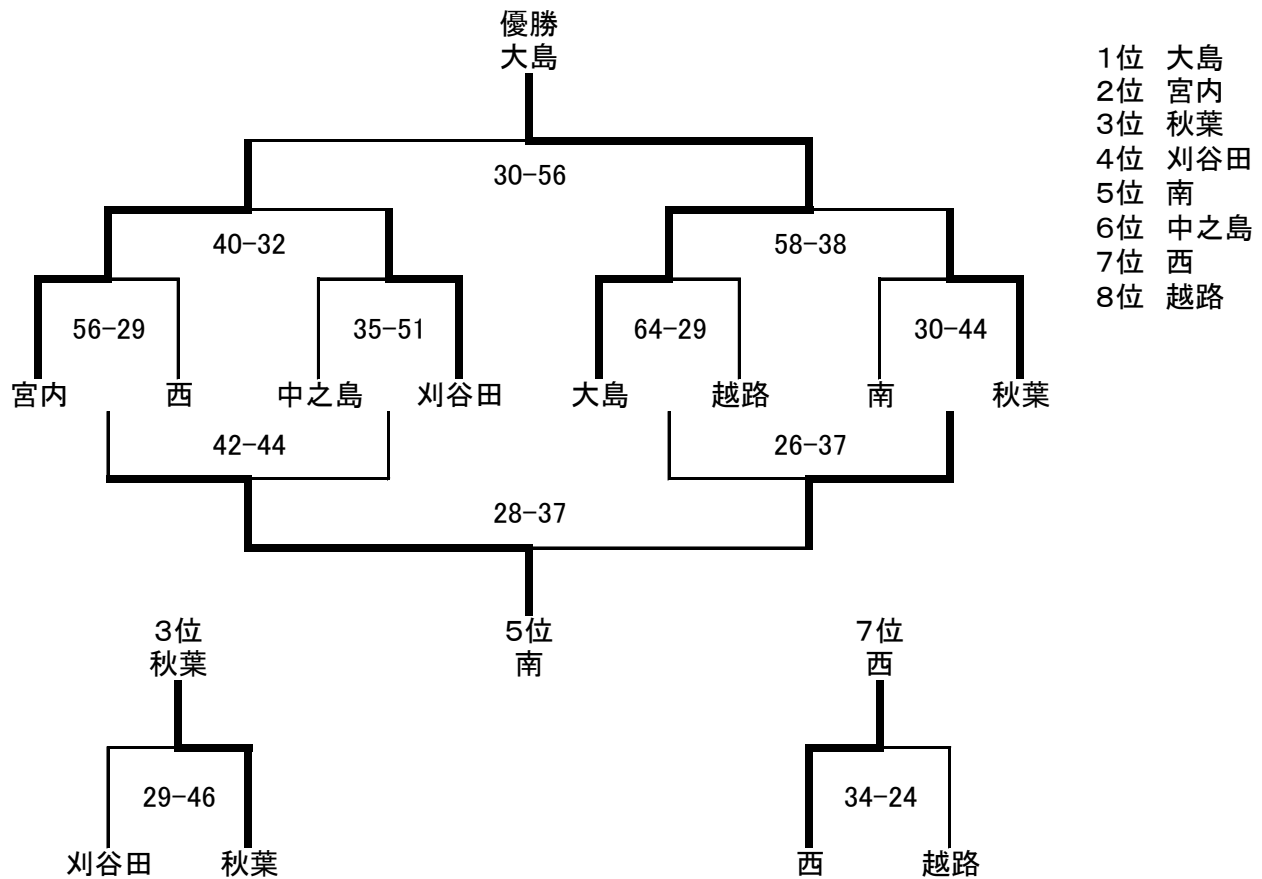 優勝
大島
1位 大島
2位 宮内
3位 秋葉
4位 刈谷田
5位 南
6位 中之島
7位 西
8位 越路
30-56
40-32
58-38
56-29
35-51
64-29
30-44
宮内 西 中之島 刈谷田 大島 越路 南 秋葉
42-44
26-37
28-37
3位
秋葉
5位
南
7位
西
29-46
34-24
刈谷田 秋葉
西 越路